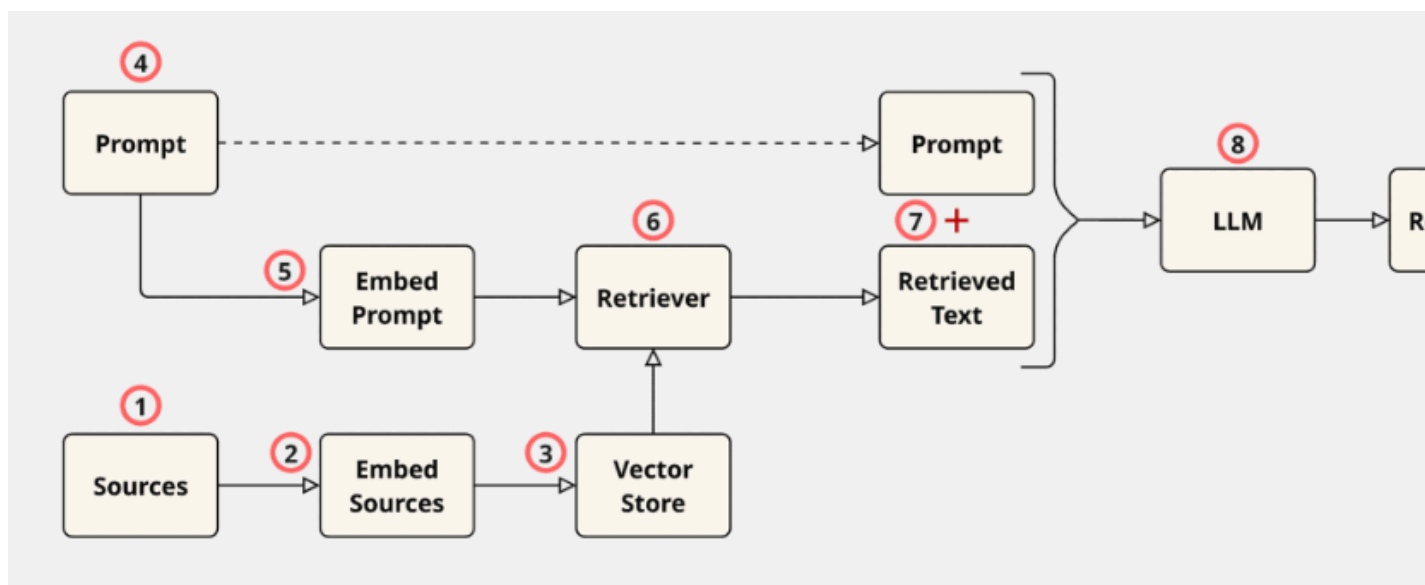 4
Prompt
Prompt
8
LLM
R
7 +
6
5
Embed
Prompt
Retriever
Retrieved
Text
1
Sources
2
Embed
Sources
3
Vector
Store